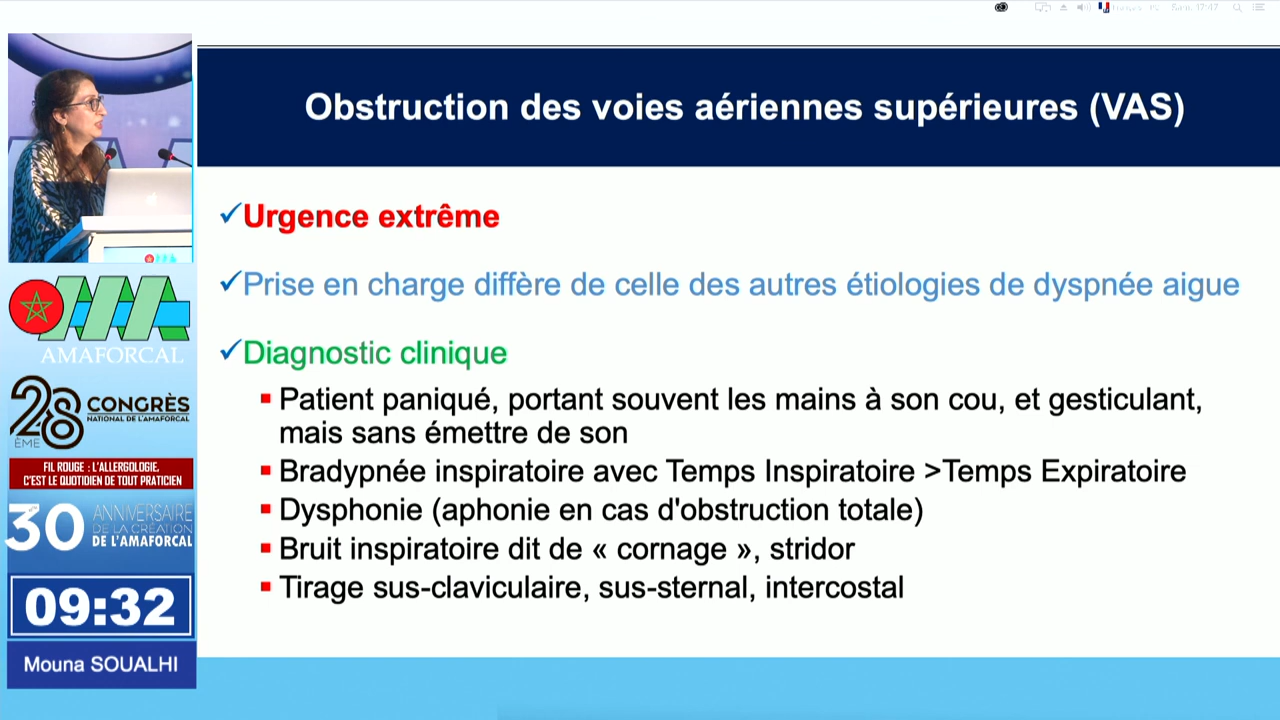 Obstruction des voies aériennes supérieures (VAS)
✓Urgence extrême
✓Prise en charge diffère de celle des autres étiologies de dyspnée aigue
✓Diagnostic clinique
▪Patient paniqué, portant souvent les mains à son cou, et gesticulant,
mais sans émettre de son
▪Bradypnée inspiratoire avec Temps Inspiratoire >Temps Expiratoire
▪Dysphonie (aphonie en cas d'obstruction totale)
▪Bruit inspiratoire dit de « cornage », stridor
▪Tirage sus-claviculaire, sus-sternal, intercostal
AMAFORCAL
28
ÈME
CONGRÈS
NATIONAL DE L'AMAFORCAL
FIL ROUGE : L'ALLERGOLOGIE,
C'EST LE QUOTIDIEN DE TOUT PRATICIEN
30
ANNIVERSAIRE
DE LA CRÉATION
DE L'AMAFORCAL
09:32
Mouna SOUALHI